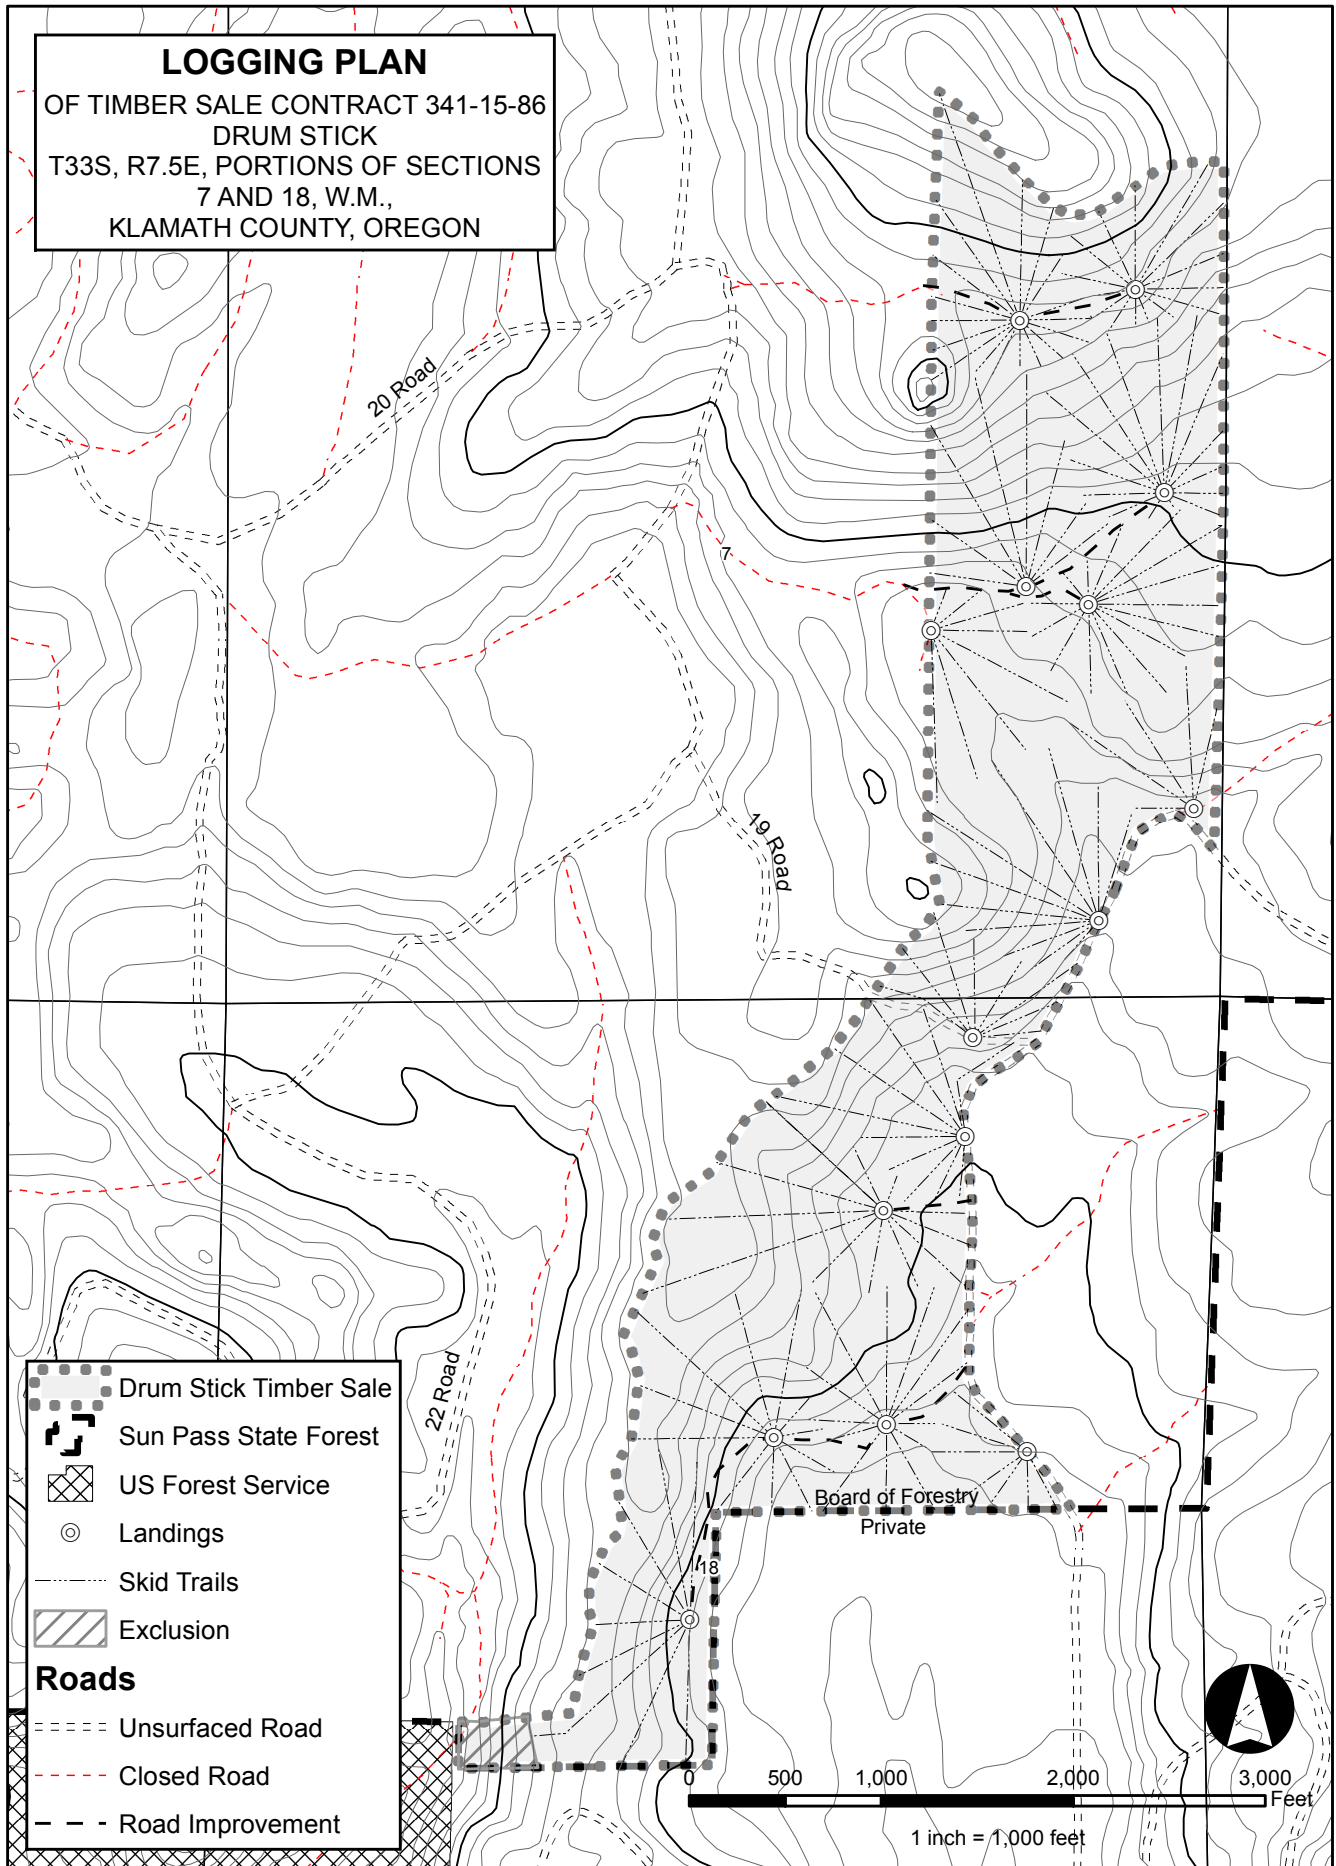 LOGGING PLAN
OF TIMBER SALE CONTRACT 341-15-86
DRUM STICK
T33S, R7.5E, PORTIONS OF SECTIONS
7 AND 18, W.M.,
KLAMATH COUNTY, OREGON
20 Road
7
19 Road
22 Road
Board of Forestry
Private
18
Drum Stick Timber Sale
Sun Pass State Forest
US Forest Service
Landings
Skid Trails
Exclusion
Roads
Unsurfaced Road
Closed Road
Road Improvement
0 500 1,000 2,000 3,000
Feet
1 inch = 1,000 feet